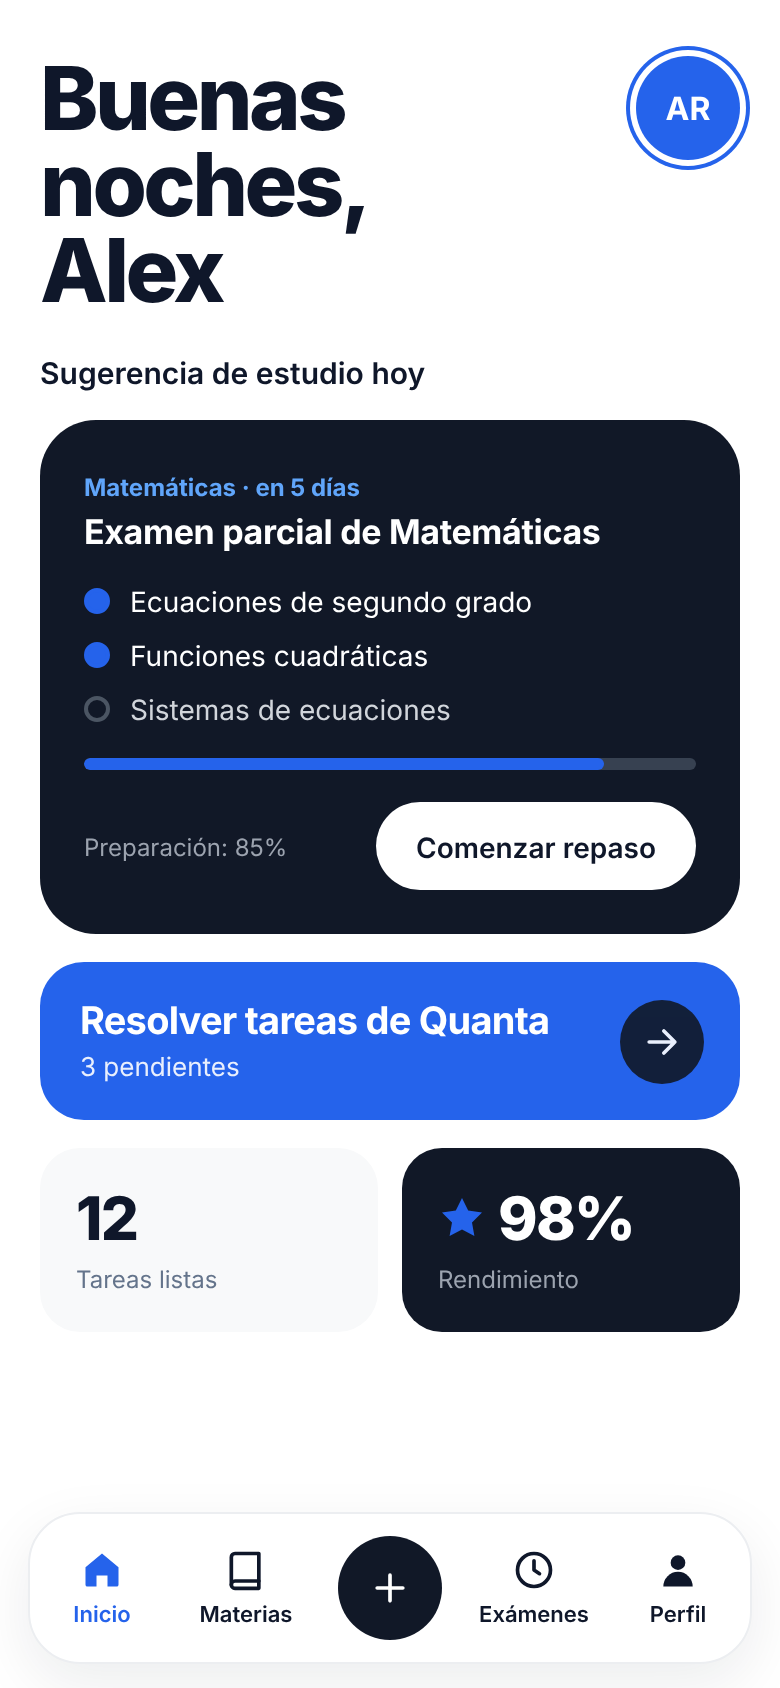 Buenas
noches,
Alex
AR
Sugerencia de estudio hoy
Matemáticas · en 5 días
Examen parcial de Matemáticas
Ecuaciones de segundo grado
Funciones cuadráticas
Sistemas de ecuaciones
Preparación: 85%
Comenzar repaso
Resolver tareas de Quanta
3 pendientes
12
Tareas listas
98%
Rendimiento
Inicio
Materias
Exámenes
Perfil